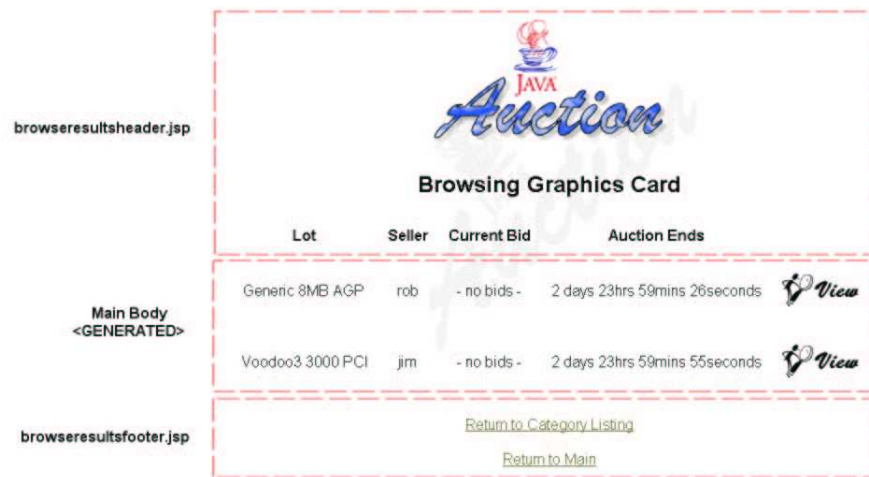 JAVA
Auction
browseresultsheader.jsp
Browsing Graphics Card
Lot Seller Current Bid Auction Ends
Generic 8MB AGP rob - no bids - 2 days 23hrs 59mins 26seconds View
Main Body
<GENERATED>
Voodoo3 3000 PCI jim - no bids - 2 days 23hrs 59mins 55seconds View
browseresultsfooter.jsp
Return to Category Listing
Return to Main